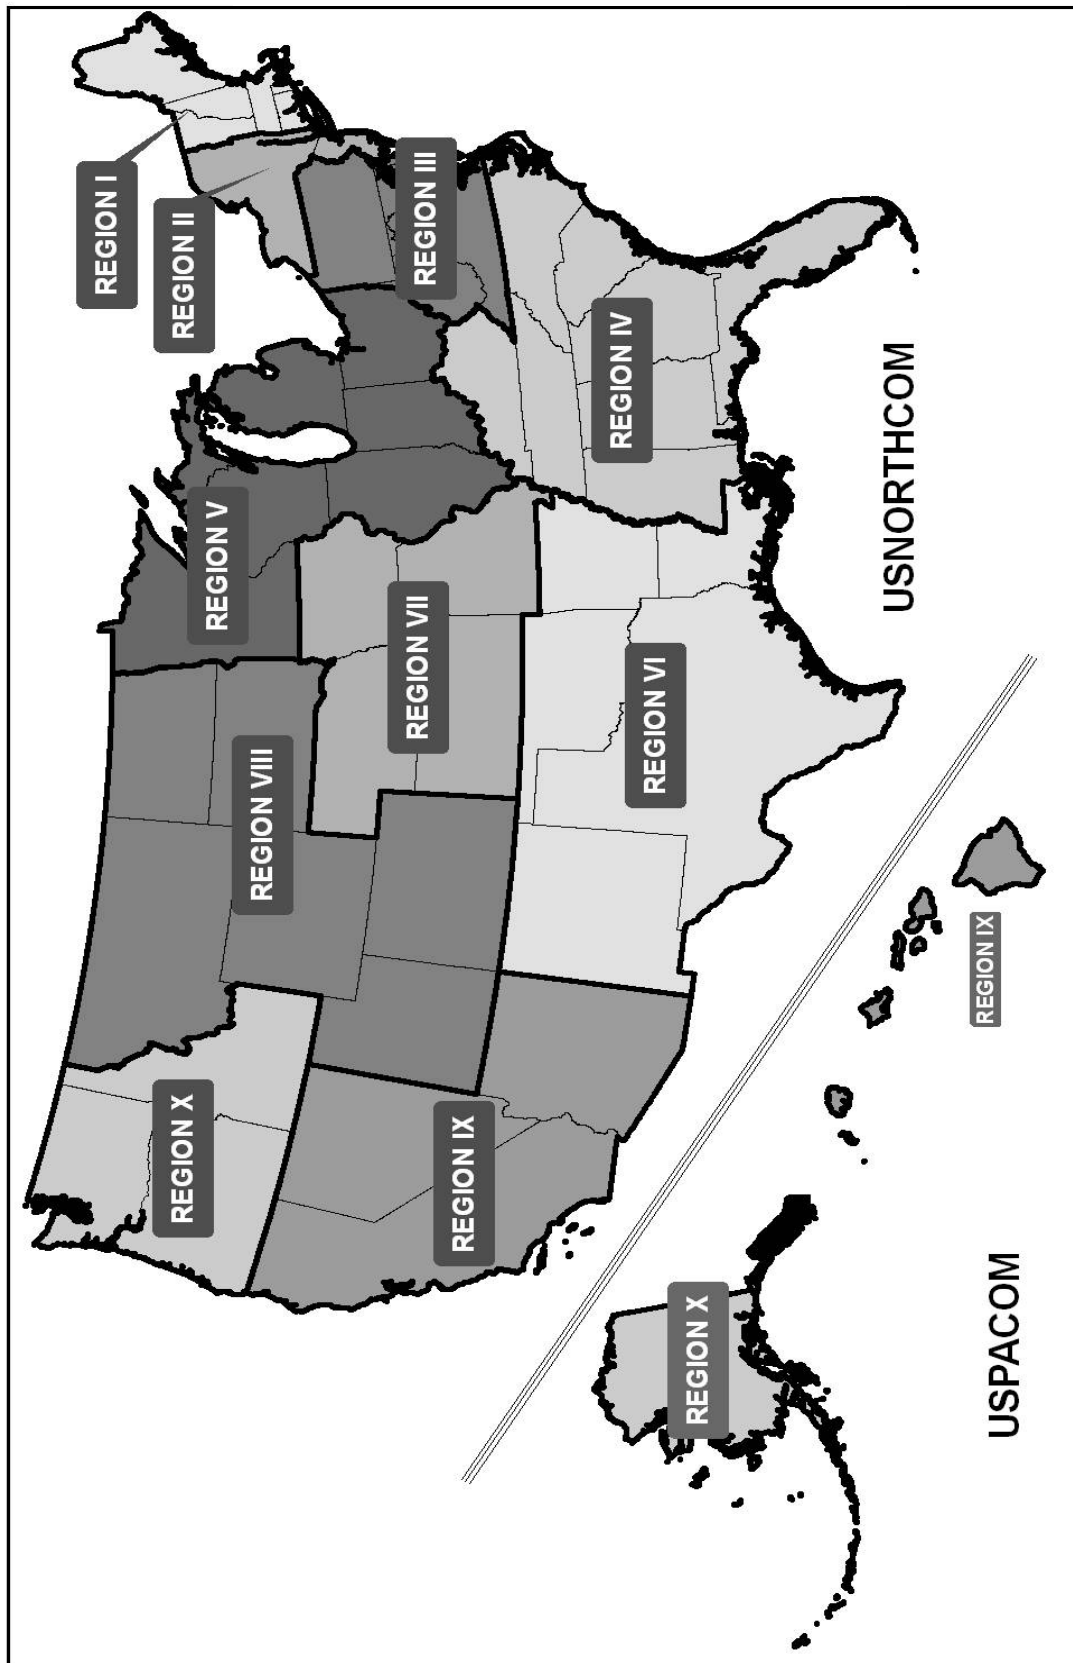 REGION I
REGION II
REGION III
REGION IV
REGION V
REGION VI
REGION VII
REGION VIII
REGION IX
REGION X
USNORTHCOM
REGION IX
REGION X
USPACOM